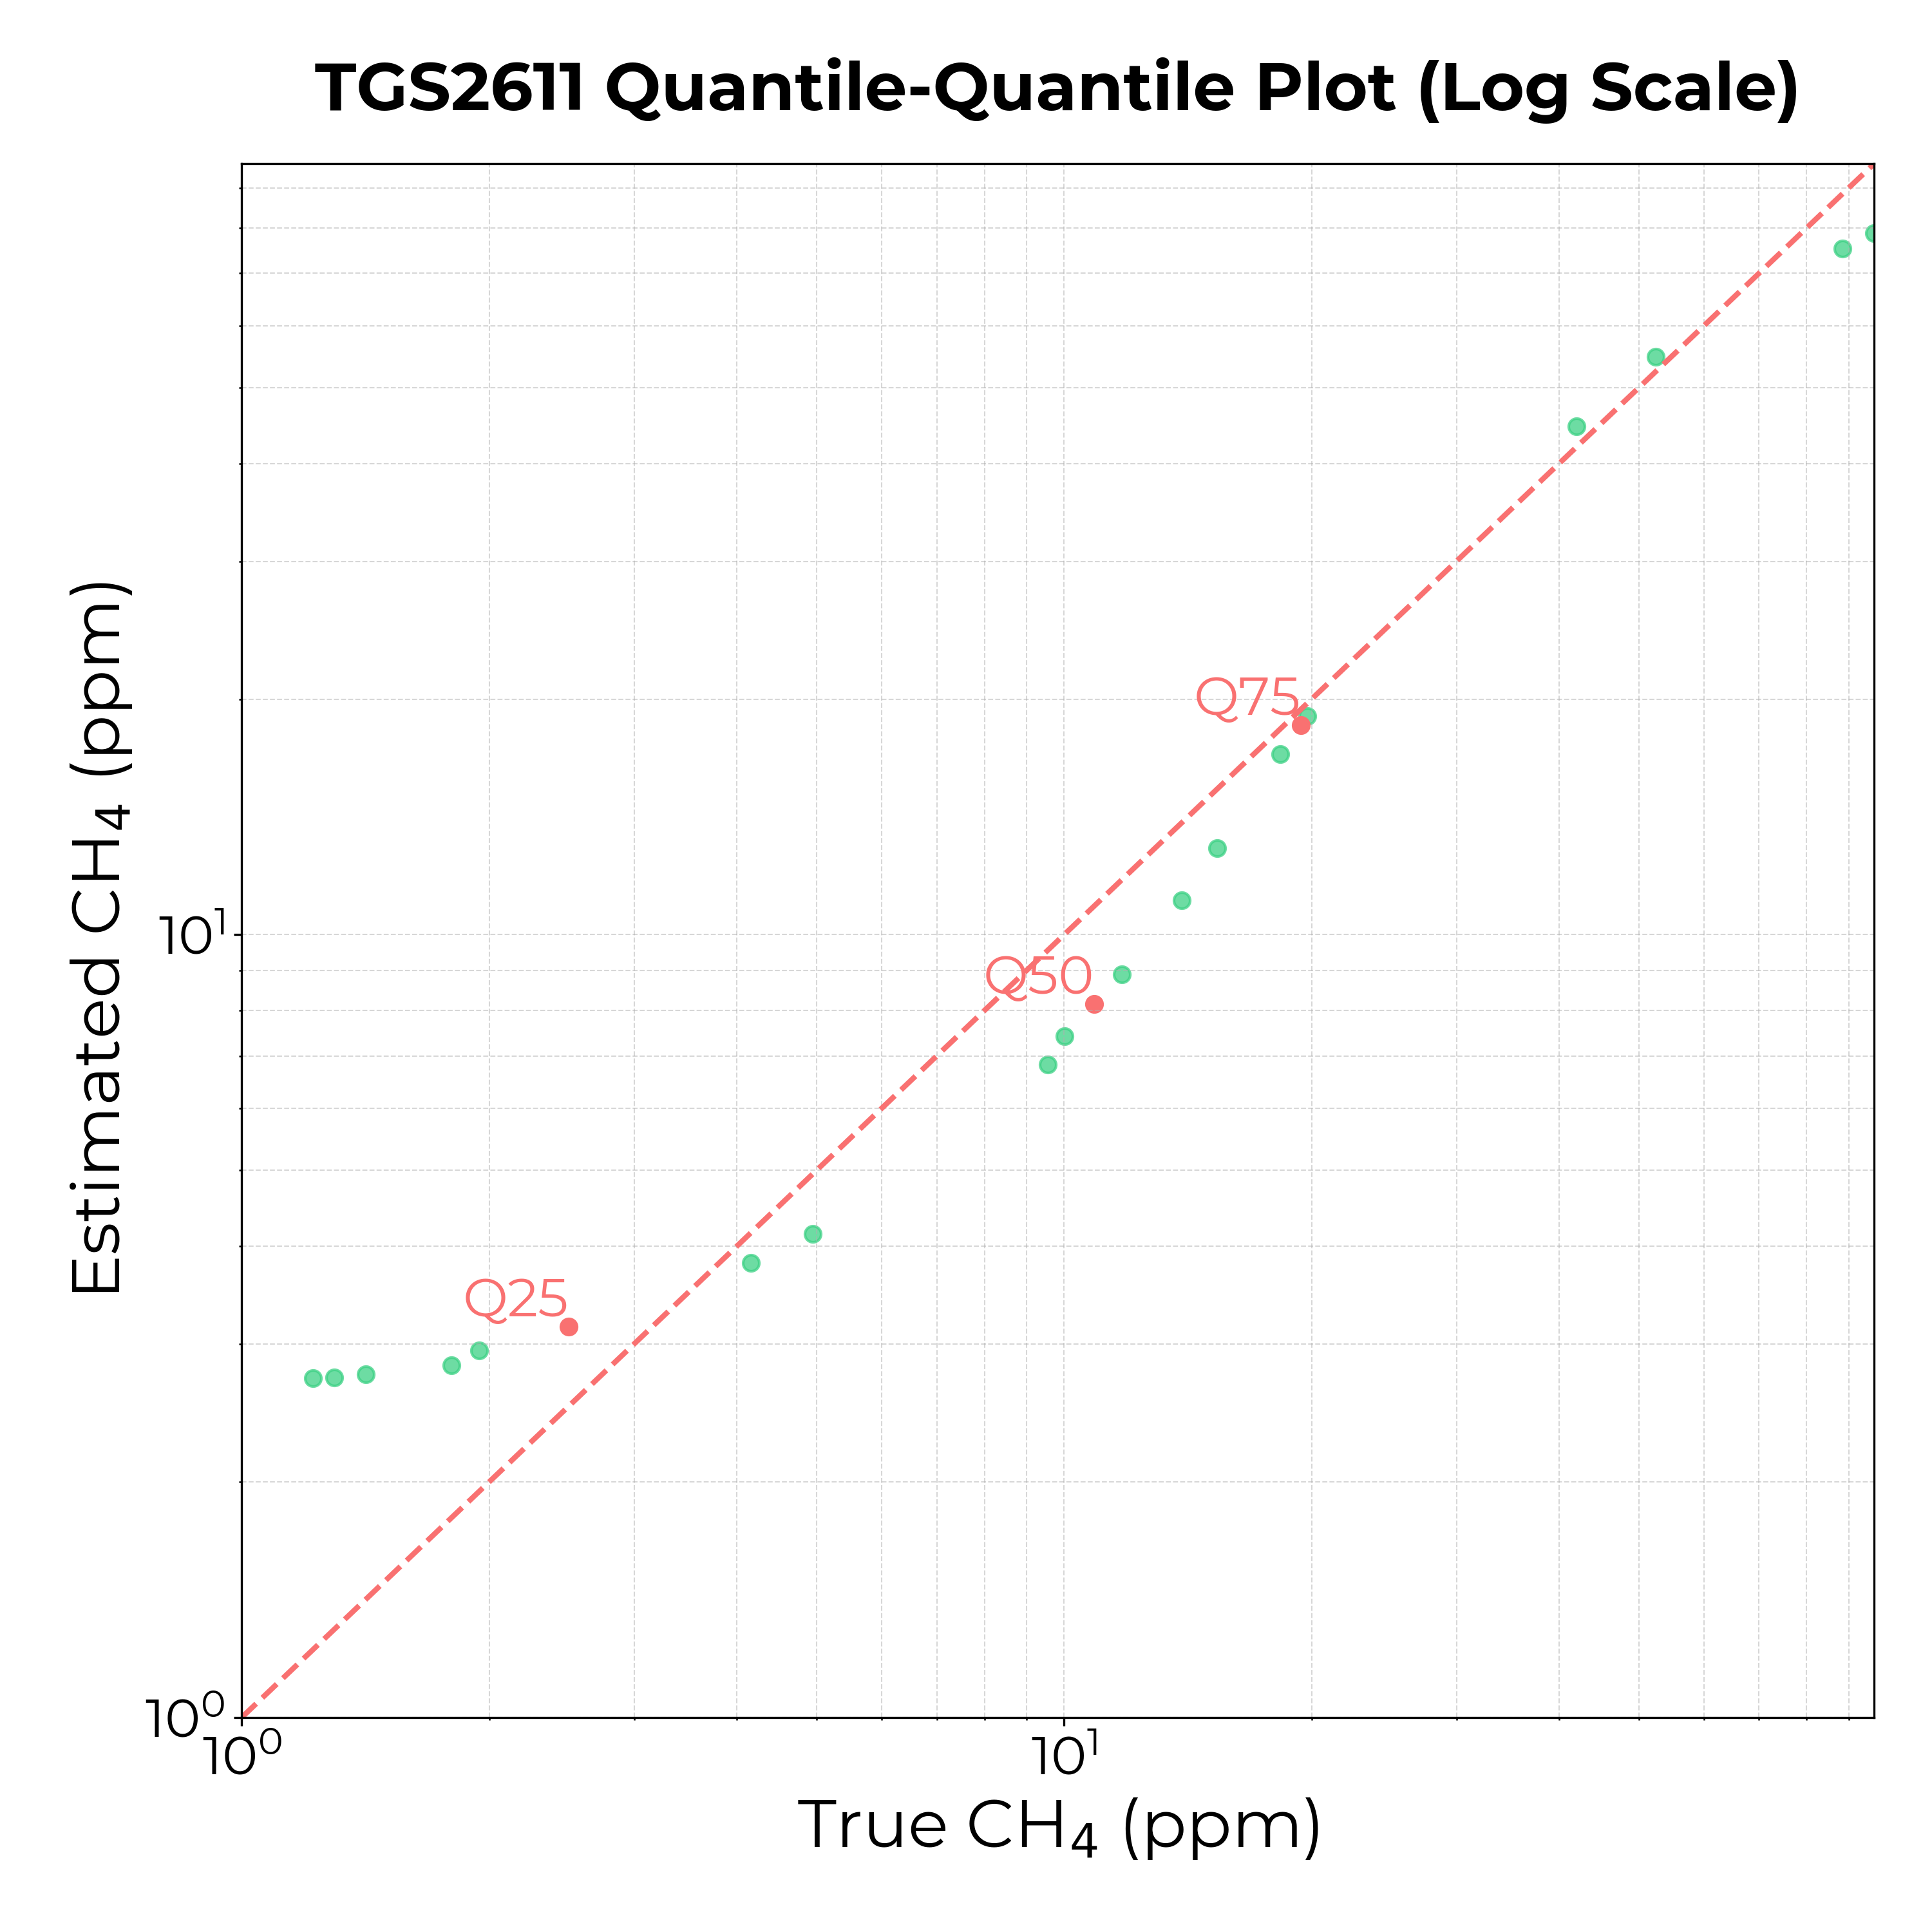 TGS2611 Quantile-Quantile Plot (Log Scale)
Estimated CH₄ (ppm)
Q75
10¹
Q50
Q25
10⁰
10⁰
10¹
True CH₄ (ppm)